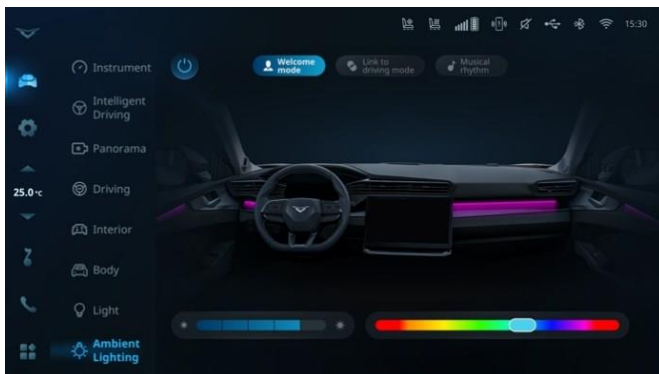 15:30
Instrument
Intelligent
Driving
Panorama
25.0°c
Driving
Interior
Body
Light
Ambient
Lighting
Welcome
mode
Link to
driving mode
Musical
rhythm